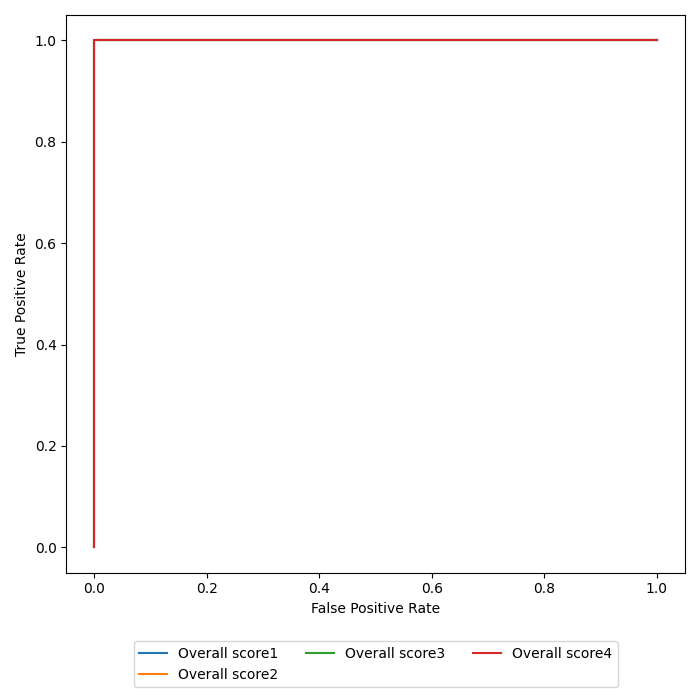 1.0
0.8
0.6
0.4
0.2
0.0
True Positive Rate
0.0 0.2 0.4 0.6 0.8 1.0
False Positive Rate
Overall score1 Overall score3 Overall score4
Overall score2